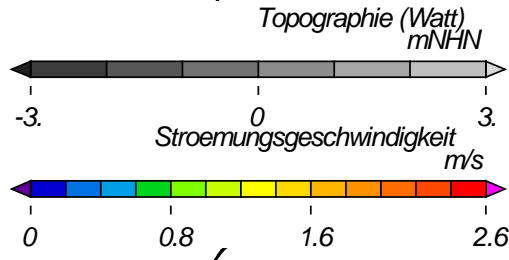 Topographie (Watt)
mNHN
-3. 0 3.
Stroemungsgeschwindigkeit
m/s
0 0.8 1.6 2.6